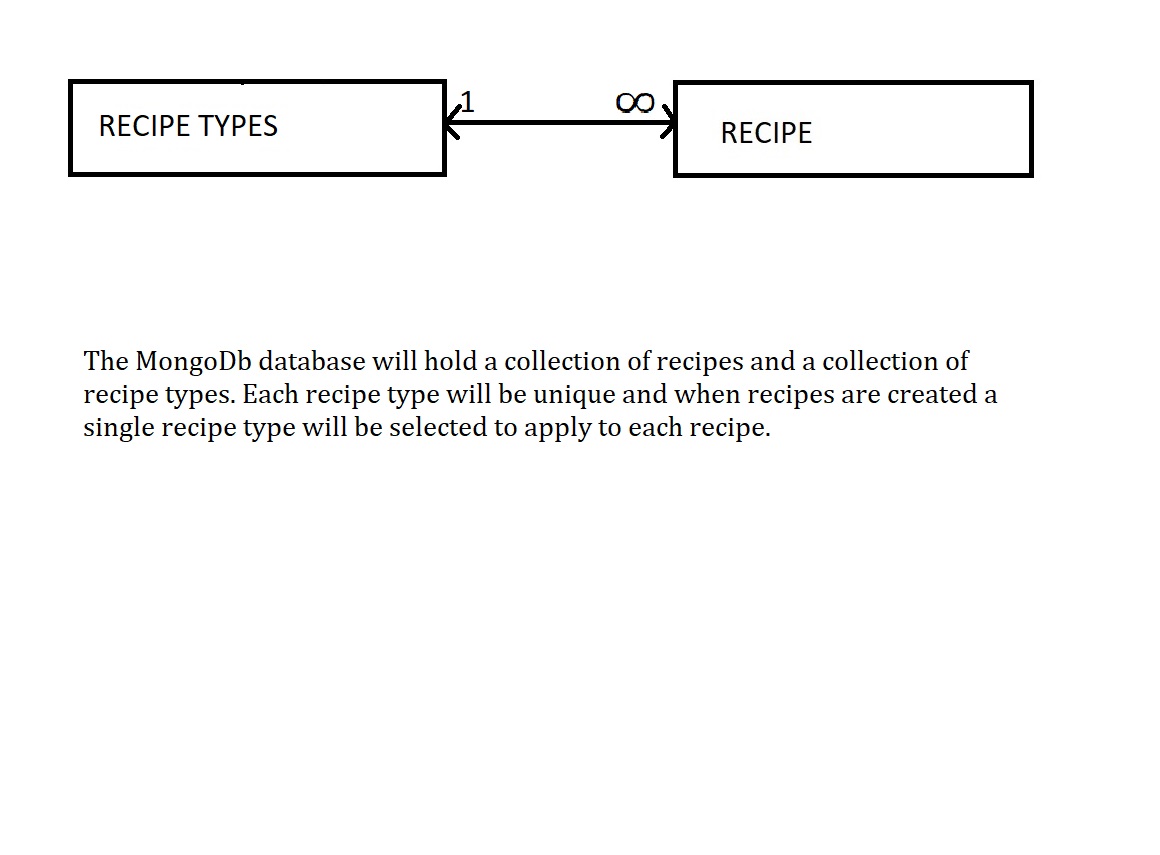 1 ∞
RECIPE TYPES RECIPE
The MongoDb database will hold a collection of recipes and a collection of
recipe types. Each recipe type will be unique and when recipes are created a
single recipe type will be selected to apply to each recipe.